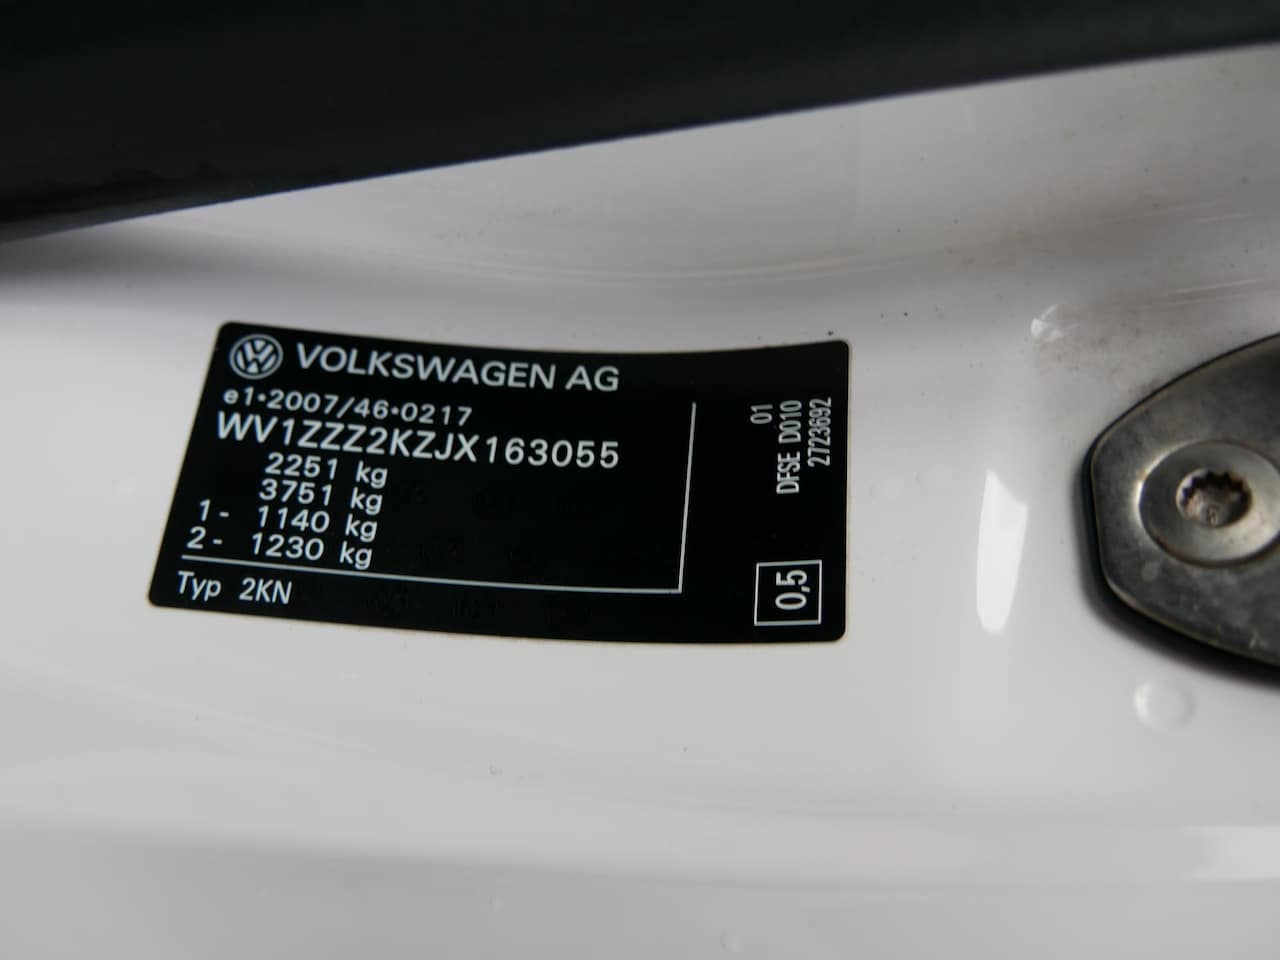 VOLKSWAGEN AG
e1•2007/46•0217
WV1ZZZ2KZJX163055
2251 kg
3751 kg
1- 1140 kg
2- 1230 kg
Typ 2KN
01
DFSE D010
2723692
0,5